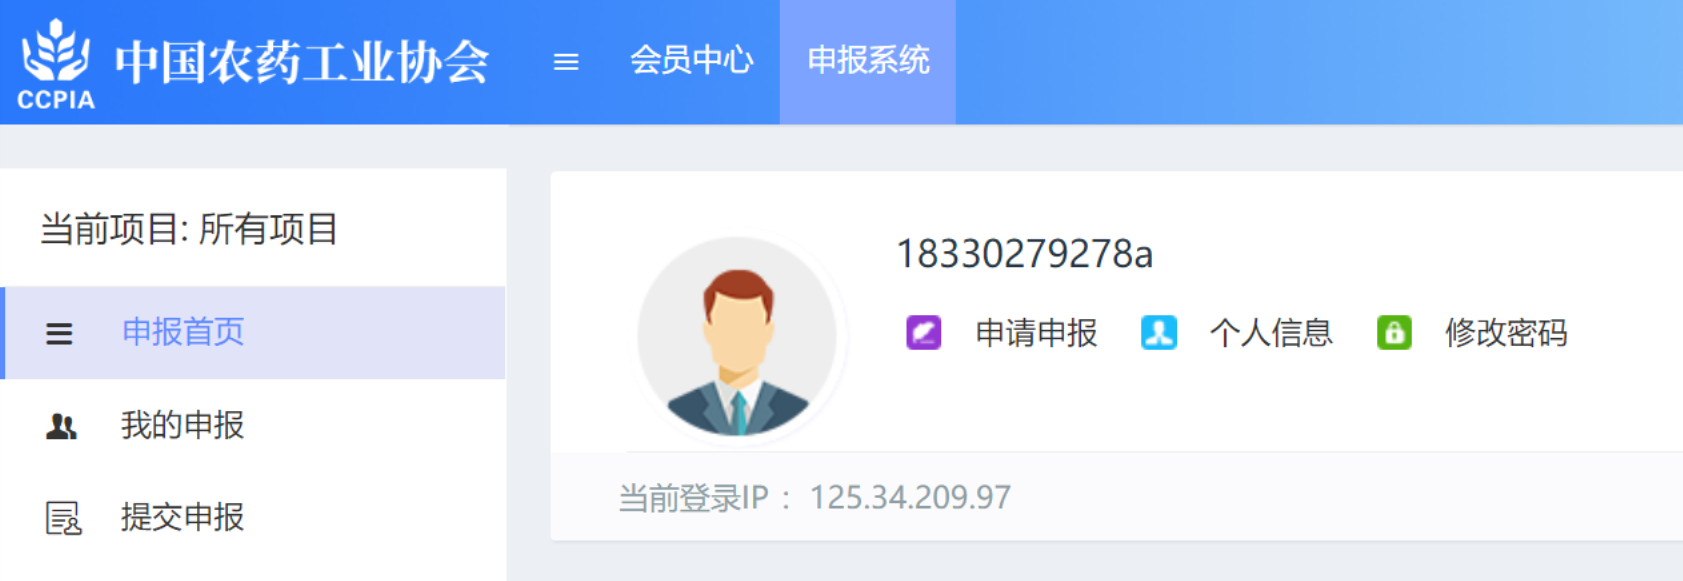 中国农药工业协会
CCPIA
会员中心
申报系统
当前项目: 所有项目
申报首页
我的申报
提交申报
18330279278a
申请申报
个人信息
修改密码
当前登录IP ： 125.34.209.97